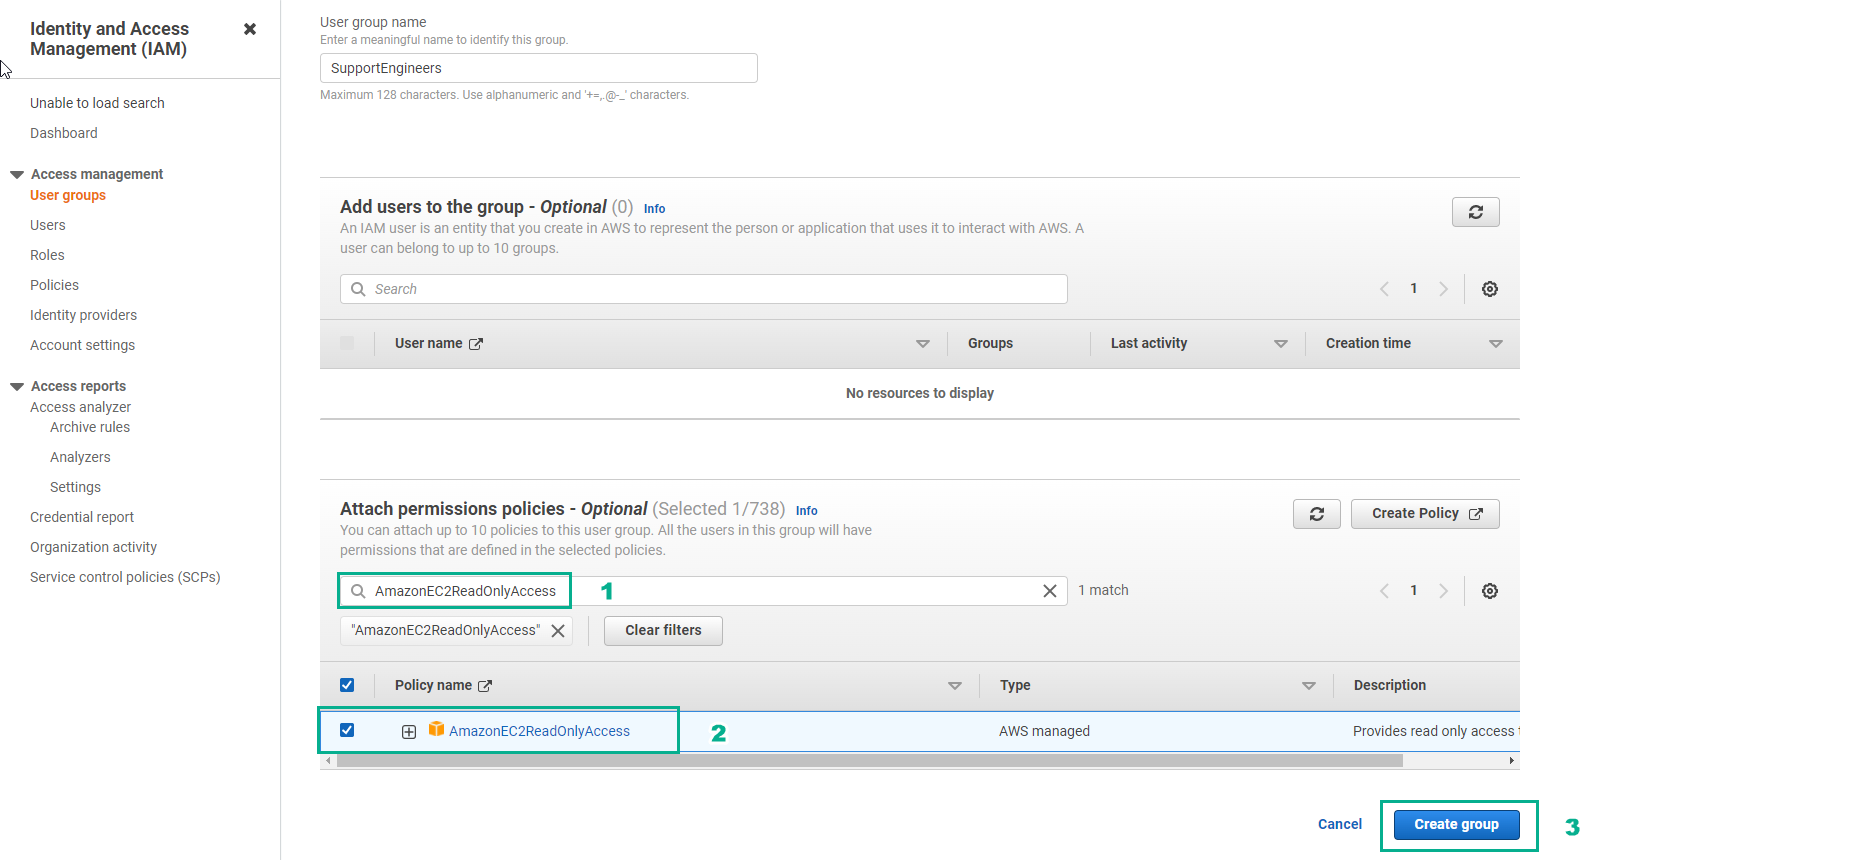 Identity and Access
Management (IAM)
Unable to load search
Dashboard
Access management
User groups
Users
Roles
Policies
Identity providers
Account settings
Access reports
Access analyzer
Archive rules
Analyzers
Settings
Credential report
Organization activity
Service control policies (SCPs)
User group name
Enter a meaningful name to identify this group.
SupportEngineers
Maximum 128 characters. Use alphanumeric and '+=,.@-_' characters.
Add users to the group - Optional (0) Info
An IAM user is an entity that you create in AWS to represent the person or application that uses it to interact with AWS. A
user can belong to up to 10 groups.
Search
1
User name Groups Last activity Creation time
No resources to display
Attach permissions policies - Optional (Selected 1/738) Info
You can attach up to 10 policies to this user group. All the users in this group will have
permissions that are defined in the selected policies.
Create Policy
AmazonEC2ReadOnlyAccess 1 1 match 1
"AmazonEC2ReadOnlyAccess" Clear filters
Policy name Type Description
AmazonEC2ReadOnlyAccess 2 AWS managed Provides read only access
Cancel Create group 3